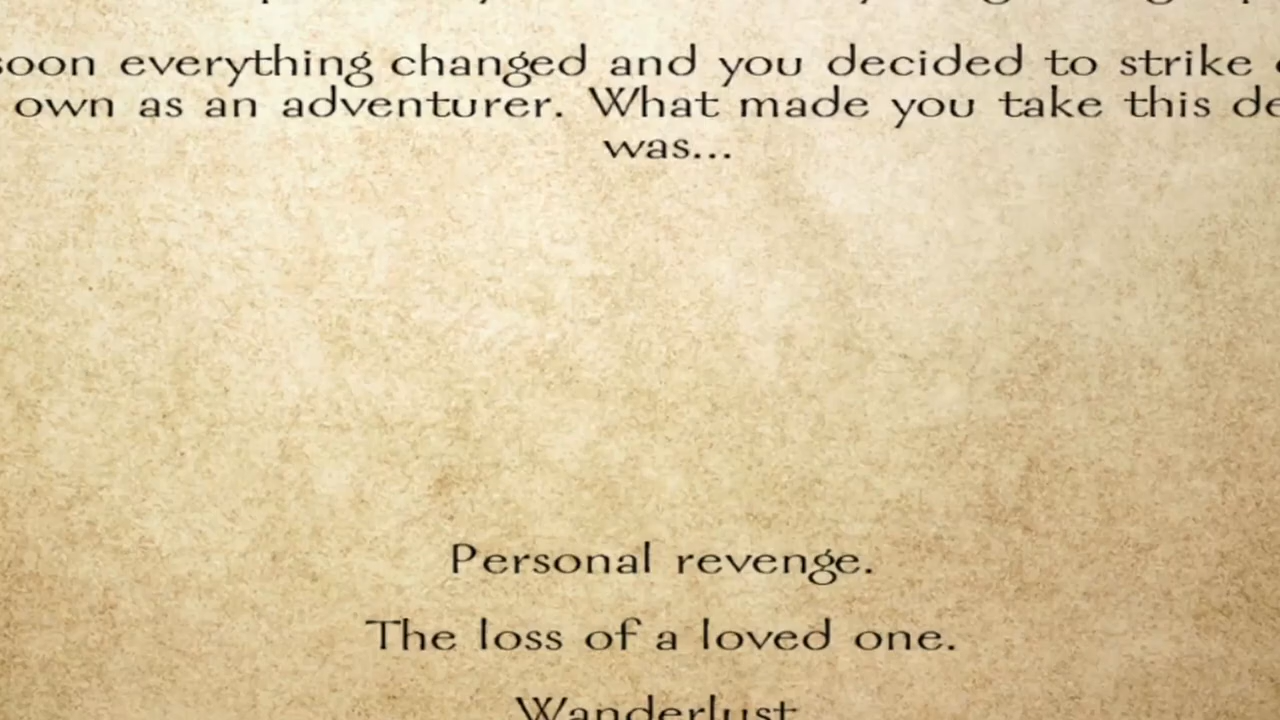 soon everything changed and you decided to strike
own as an adventurer. What made you take this
was...
Personal revenge.
The loss of a loved one.
Wanderlust